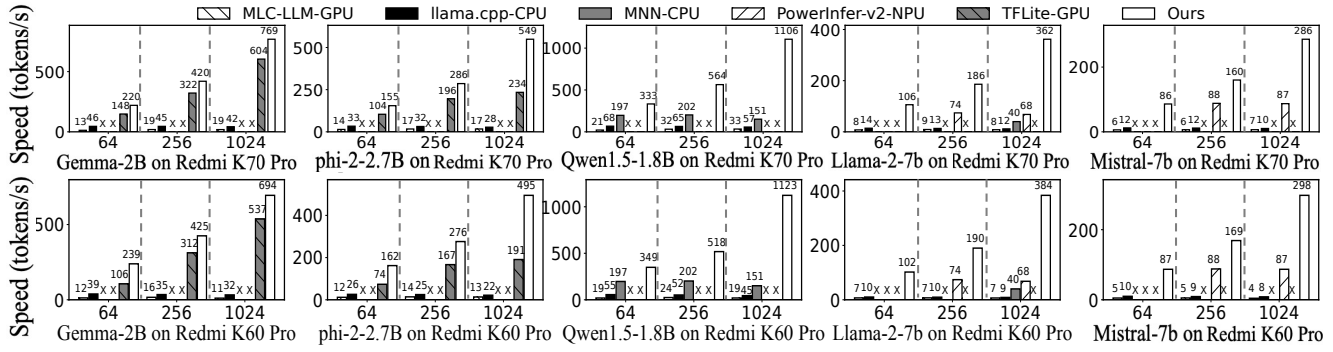 MLC-LLM-GPU llama.cpp-CPU MNN-CPU PowerInfer-v2-NPU TFLite-GPU Ours
Speed (tokens/s)
500
0
13 46 X X 148 220 19 45 X X 322 420 19 42 X X 604 769
64 256 1024
Gemma-2B on Redmi K70 Pro
500
250
0
14 33 X X 104 155 17 32 X X 196 286 17 28 X X 234 549
64 256 1024
phi-2-2.7B on Redmi K70 Pro
1000
500
0
21 68 197 X X 333 32 65 202 X X 564 33 57 151 X X 1106
64 256 1024
Qwen1.5-1.8B on Redmi K70 Pro
400
200
0
8 14 X X X 106 9 13 X 74 X 186 8 12 40 68 X 362
64 256 1024
Llama-2-7b on Redmi K70 Pro
200
0
6 12 X X X 86 6 12 X 88 X 160 7 10 X 87 X 286
64 256 1024
Mistral-7b on Redmi K70 Pro
Speed (tokens/s)
500
0
12 39 X X 106 239 16 35 X X 312 425 11 32 X X 537 694
64 256 1024
Gemma-2B on Redmi K60 Pro
400
200
0
12 26 X X 74 162 14 25 X X 167 276 13 22 X X 191 495
64 256 1024
phi-2-2.7B on Redmi K60 Pro
1000
500
0
19 55 197 X X 349 24 52 202 X X 518 19 45 151 X X 1123
64 256 1024
Qwen1.5-1.8B on Redmi K60 Pro
400
200
0
7 10 X X X 102 7 10 X 74 X 190 7 9 40 68 X 384
64 256 1024
Llama-2-7b on Redmi K60 Pro
200
0
5 10 X X X 87 5 9 X 88 X 169 4 8 X 87 X 298
64 256 1024
Mistral-7b on Redmi K60 Pro